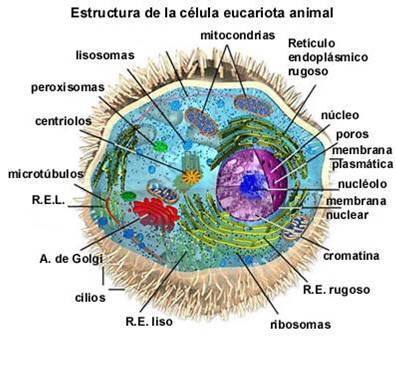 Estructura de la célula eucariota animal
mitocondrias
lisosomas
Retículo
endoplásmico
rugoso
peroxisomas
centriolos
núcleo
poros
membrana
plasmática
microtúbulos
nucléolo
R.E.L.
membrana
nuclear
A. de Golgi
cromatina
cilios
R.E. rugoso
R.E. liso
ribosomas